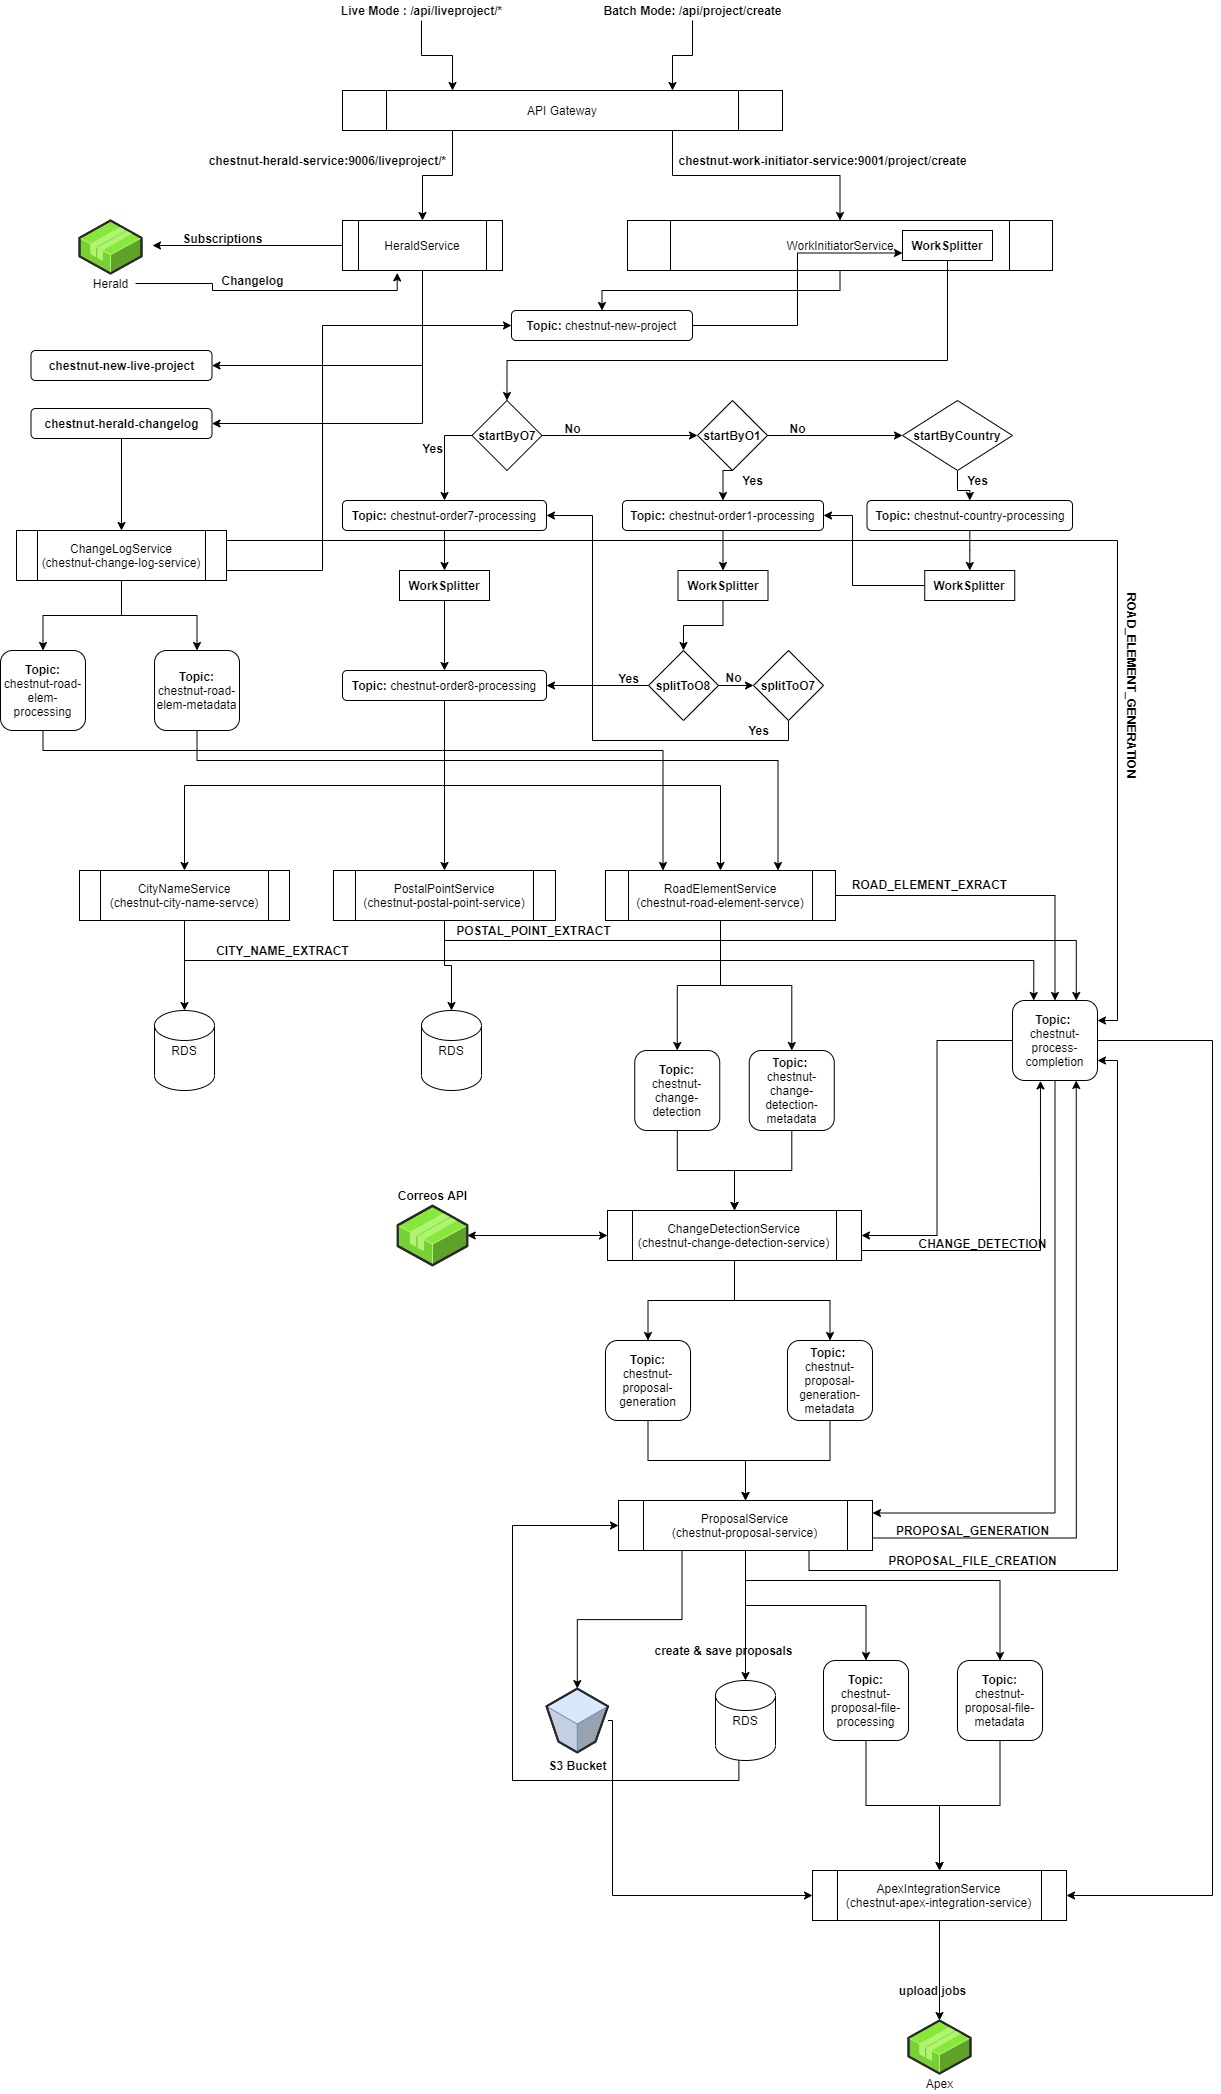 Live Mode : /api/liveproject/*
Batch Mode: /api/project/create
API Gateway
chestnut-herald-service:9006/liveproject/*
chestnut-work-initiator-service:9001/project/create
Subscriptions
HeraldService
WorkInitiatorService
WorkSplitter
Herald
Changelog
Topic: chestnut-new-project
chestnut-new-live-project
chestnut-herald-changelog
startByO7
No
startByO1
No
startByCountry
Yes
Yes
Yes
Topic: chestnut-order7-processing
Topic: chestnut-order1-processing
Topic: chestnut-country-processing
ChangeLogService
(chestnut-change-log-service)
WorkSplitter
WorkSplitter
WorkSplitter
ROAD_ELEMENT_GENERATION
Topic:
chestnut-road-
elem-
processing
Topic:
chestnut-road-
elem-metadata
Topic: chestnut-order8-processing
Yes
splitToO8
No
splitToO7
Yes
CityNameService
(chestnut-city-name-servce)
PostalPointService
(chestnut-postal-point-service)
RoadElementService
(chestnut-road-element-servce)
ROAD_ELEMENT_EXRACT
POSTAL_POINT_EXTRACT
CITY_NAME_EXTRACT
RDS
RDS
Topic:
chestnut-
process-
completion
Topic:
chestnut-
change-
detection
Topic:
chestnut-
change-
detection-
metadata
Correos API
ChangeDetectionService
(chestnut-change-detection-service)
CHANGE_DETECTION
Topic:
chestnut-
proposal-
generation
Topic:
chestnut-
proposal-
generation-
metadata
ProposalService
(chestnut-proposal-service)
PROPOSAL_GENERATION
PROPOSAL_FILE_CREATION
create & save proposals
RDS
Topic:
chestnut-
proposal-file-
processing
Topic:
chestnut-
proposal-file-
metadata
S3 Bucket
ApexIntegrationService
(chestnut-apex-integration-service)
upload jobs
Apex